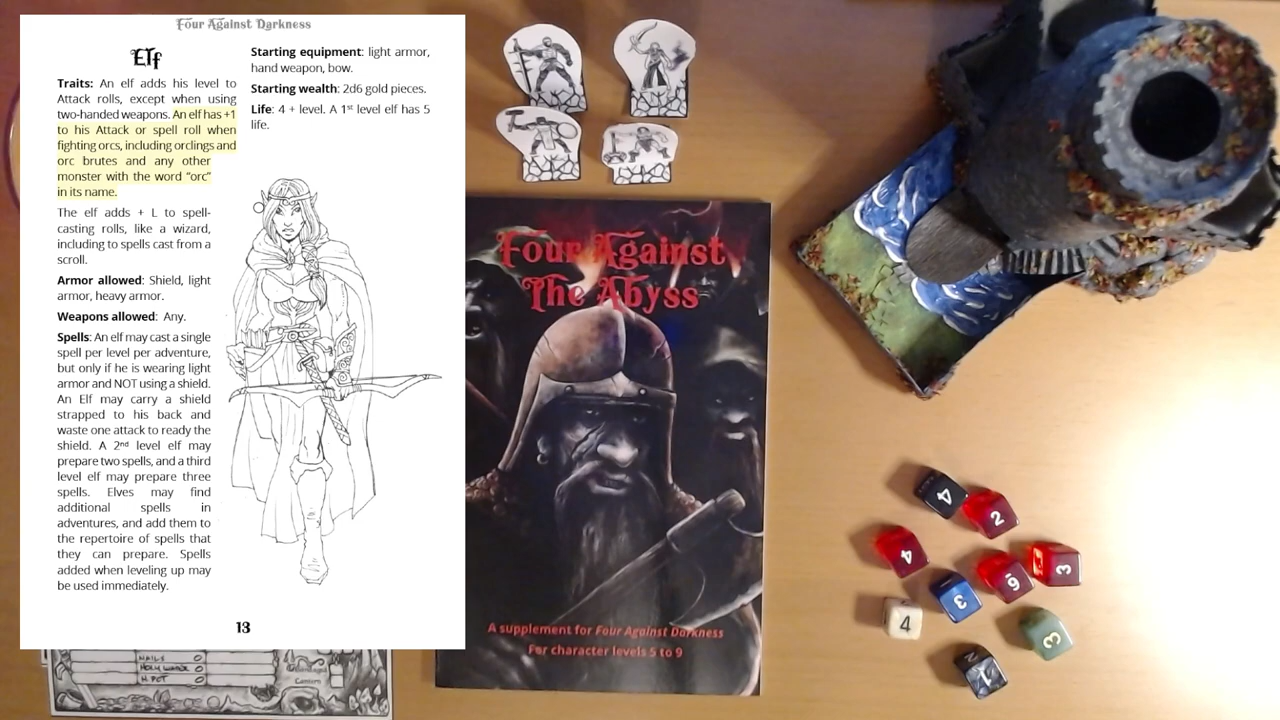 Four Against Darkness
Elf
Traits: An elf adds his level to
Attack rolls, except when using
two-handed weapons. An elf has +1
to his Attack or spell roll when
fighting orcs, including orclings and
orc brutes and any other
monster with the word “orc”
in its name.
The elf adds + L to spell-
casting rolls, like a wizard,
including to spells cast from a
scroll.
Armor allowed: Shield, light
armor, heavy armor.
Weapons allowed: Any.
Spells: An elf may cast a single
spell per level per adventure,
but only if he is wearing light
armor and NOT using a shield.
An Elf may carry a shield
strapped to his back and
waste one attack to ready the
shield. A 2nd level elf may
prepare two spells, and a third
level elf may prepare three
spells. Elves may find
additional spells in
adventures, and add them to
the repertoire of spells that
they can prepare. Spells
added when leveling up may
be used immediately.
Starting equipment: light armor,
hand weapon, bow.
Starting wealth: 2d6 gold pieces.
Life: 4 + level. A 1st level elf has 5
life.
13
NAILS 0
HOLY WATER 0
H. POT 0
Lantern
Four Against
The Abyss
A supplement for Four Against Darkness
For character levels 5 to 9
4
2
4
6
3
3
4
3
1